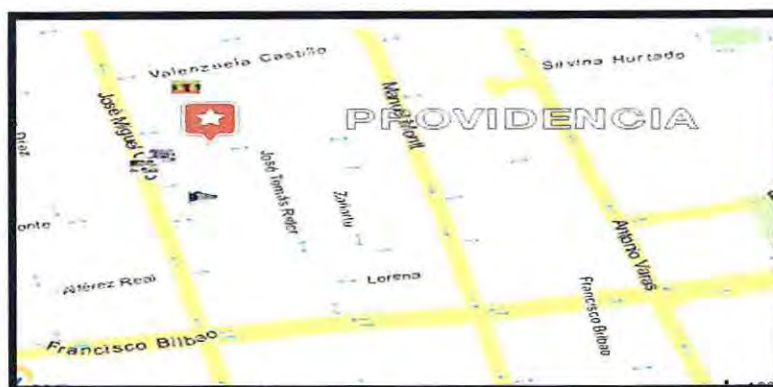 Valenzuela Castillo
Silvina Hurtado
José Miguel
Manuel Montt
PROVIDENCIA
José Tomás Rider
Zañartu
onte
Antonio Varas
Alférez Real
Lorena
Francisco Bilbao
Francisco Bilbao